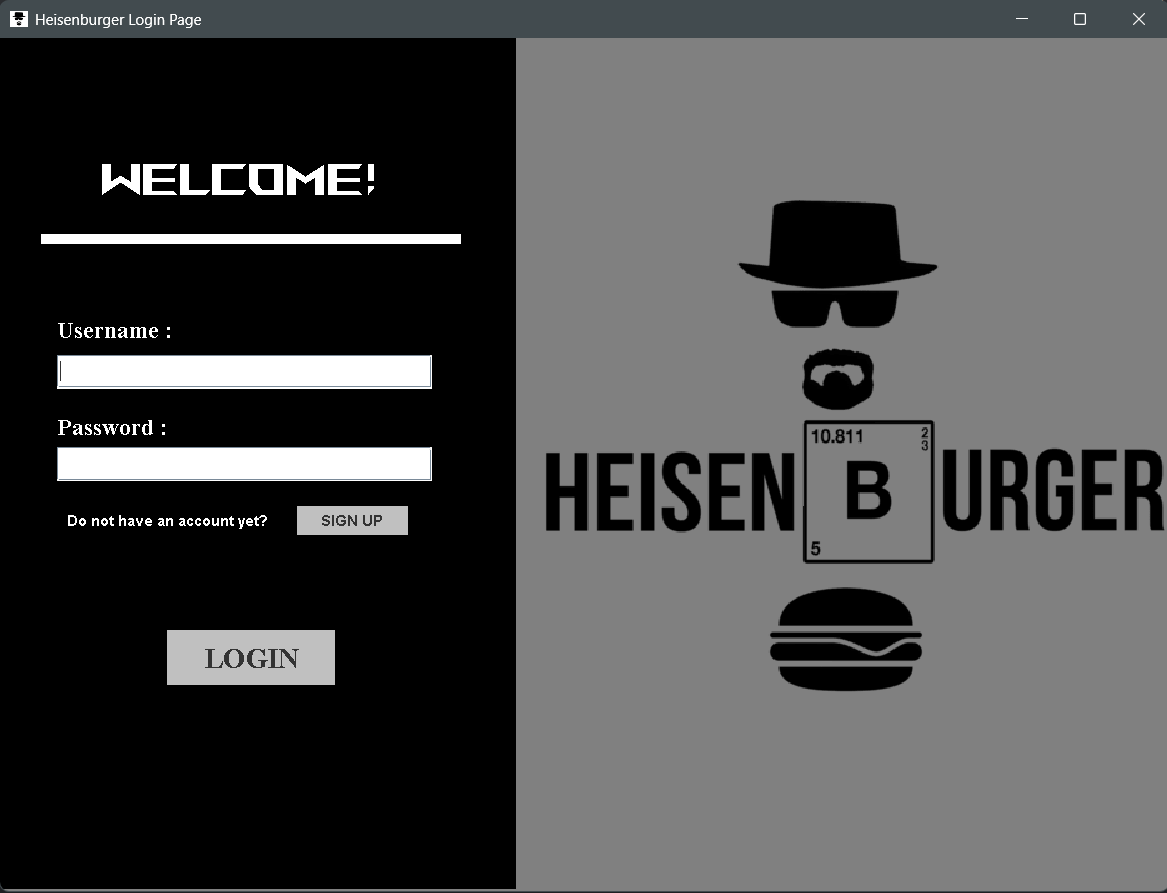 Heisenburger Login Page
WELCOME!
Username :
Password :
Do not have an account yet? SIGN UP
LOGIN
10.811 2
3
HEISEN B URGER
5